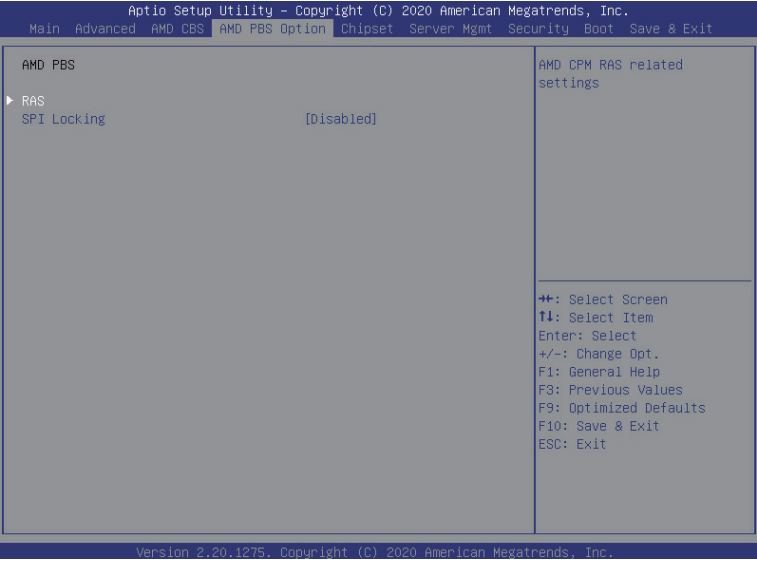 Aptio Setup Utility – Copyright (C) 2020 American Megatrends, Inc.
Main Advanced AMD CBS AMD PBS Option Chipset Server Mgmt Security Boot Save & Exit
AMD PBS
RAS
SPI Locking [Disabled]
AMD CPM RAS related
settings
→←: Select Screen
↑↓: Select Item
Enter: Select
+/-: Change Opt.
F1: General Help
F3: Previous Values
F9: Optimized Defaults
F10: Save & Exit
ESC: Exit
Version 2.20.1275. Copyright (C) 2020 American Megatrends, Inc.